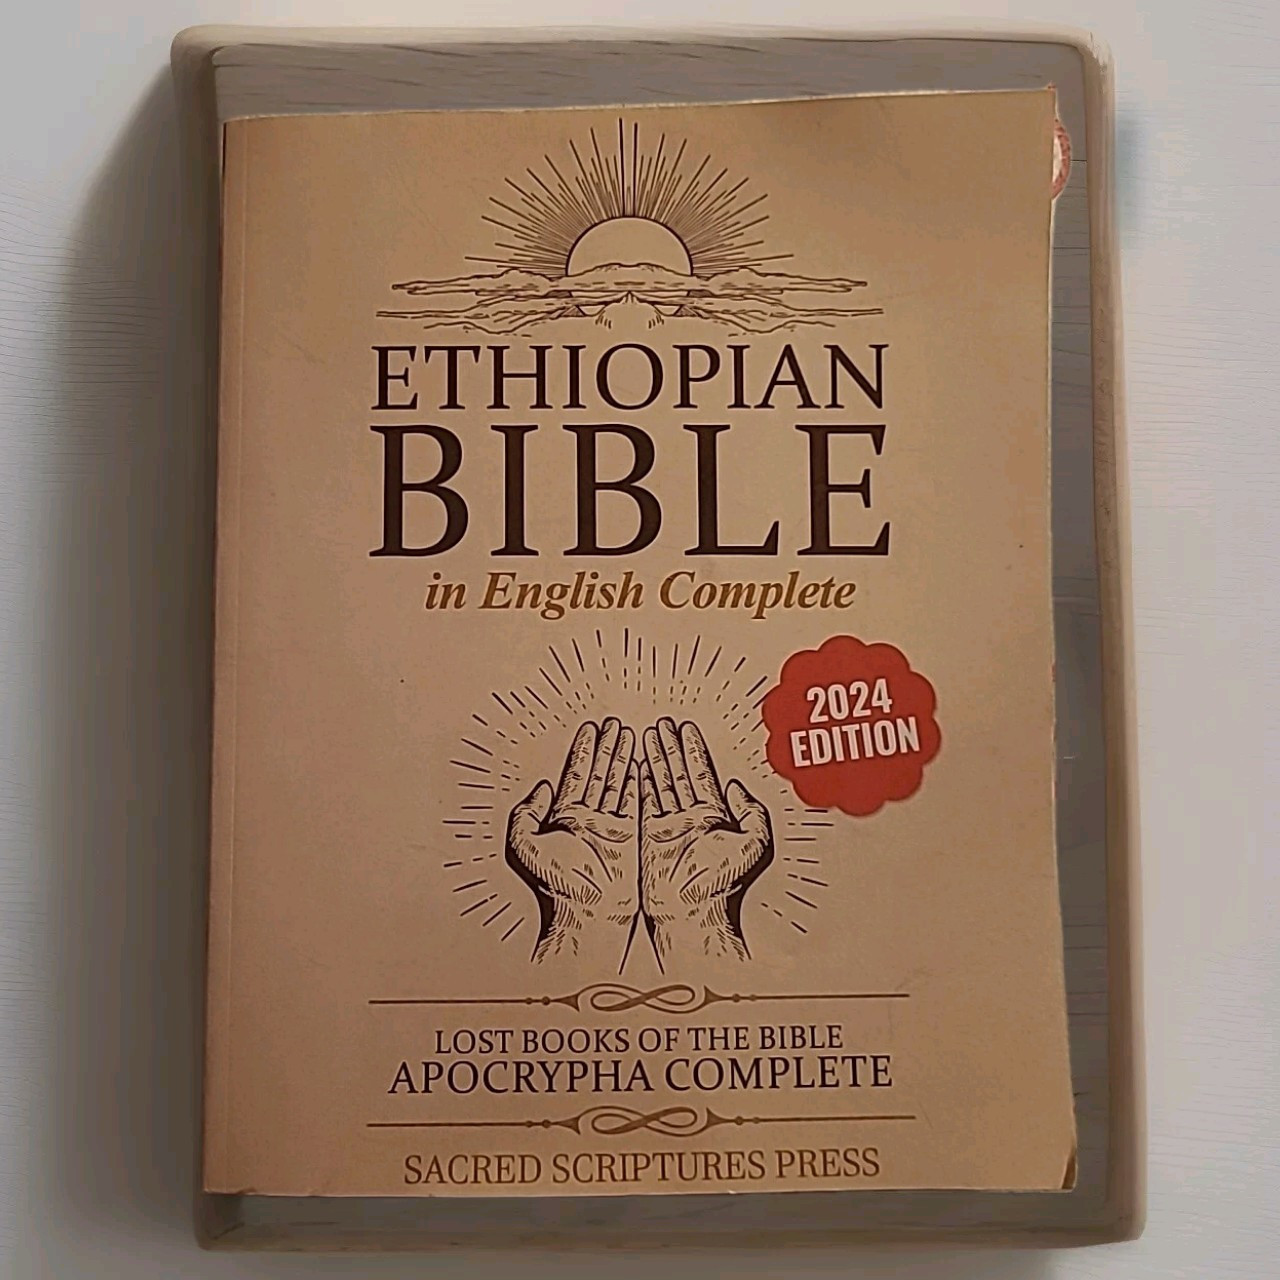 ETHIOPIAN
BIBLE
in English Complete
2024
EDITION
LOST BOOKS OF THE BIBLE
APOCRYPHA COMPLETE
SACRED SCRIPTURES PRESS